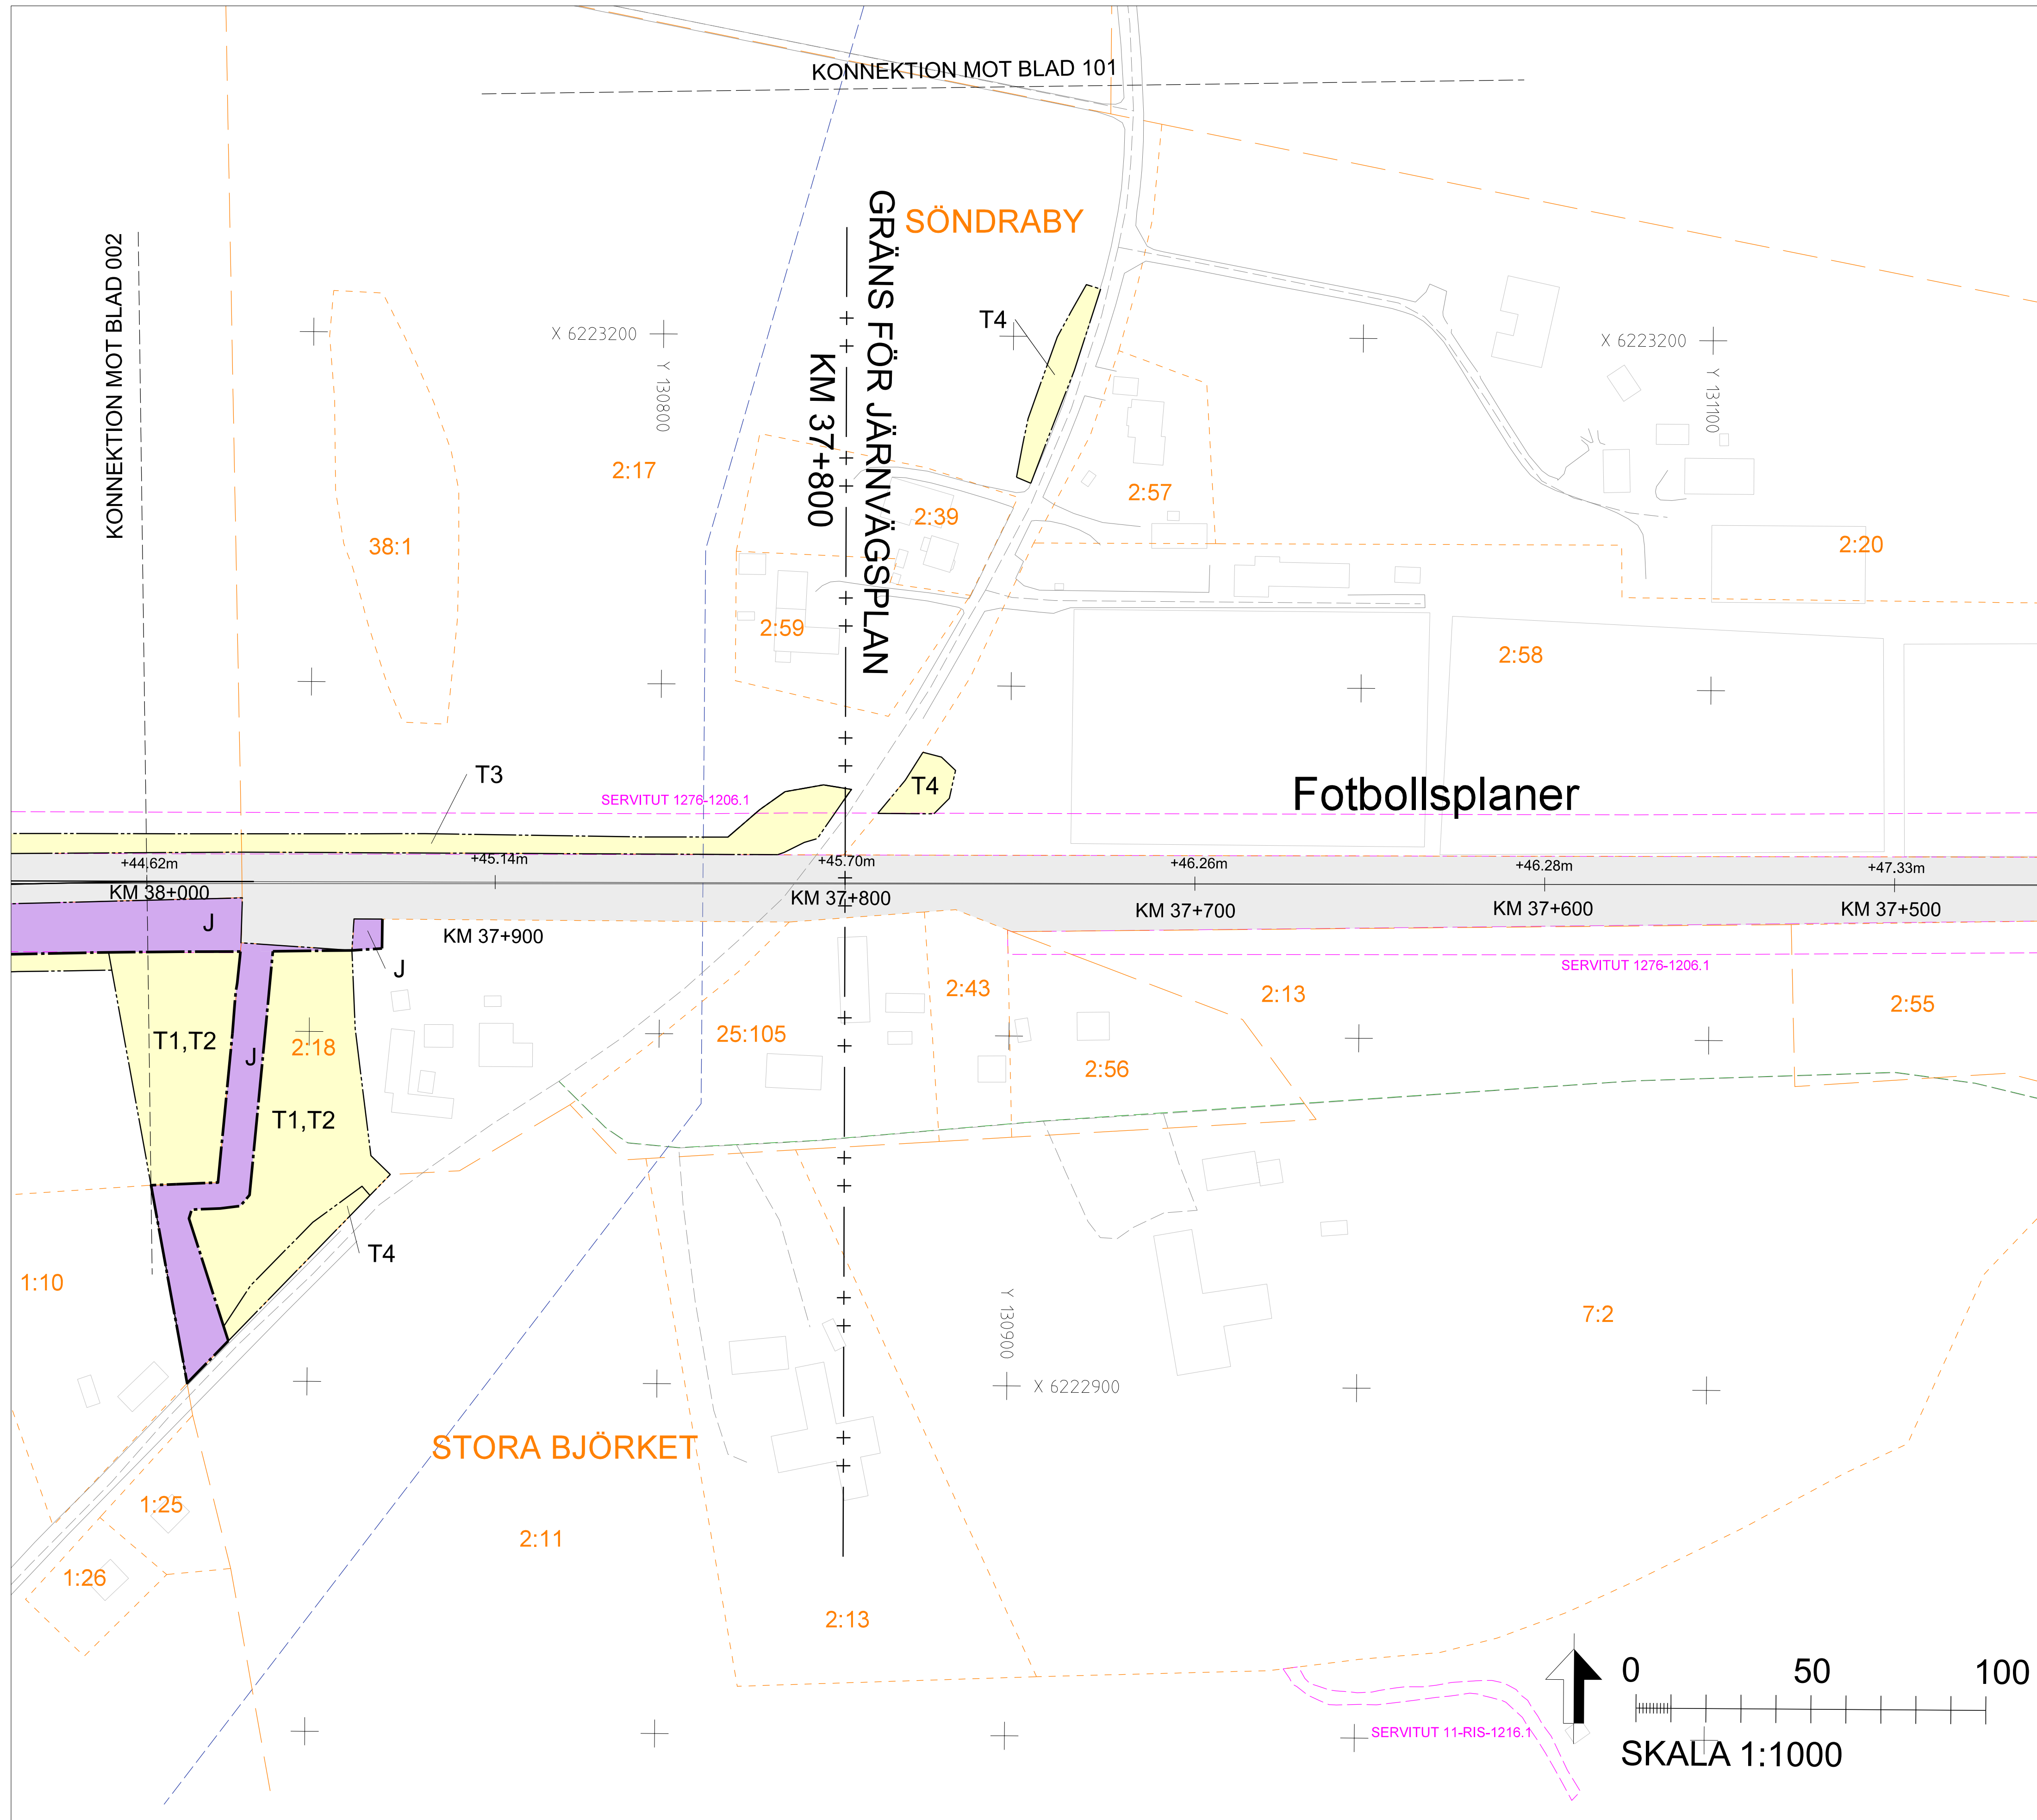 KONNEKTION MOT BLAD 101
SÖNDRABY
KONNEKTION MOT BLAD 002
GRÄNS FÖR JÄRNVÄGSPLAN
KM 37+800
T4
X 6223200
Y 130800
X 6223200
Y 131100
2:17
2:57
2:39
38:1
2:20
2:59
2:58
T3
T4
SERVITUT 1276-1206.1
Fotbollsplaner
+44.62m
+45.14m
+45.70m
+46.26m
+46.28m
+47.33m
KM 38+000
KM 37+900
KM 37+800
KM 37+700
KM 37+600
KM 37+500
J
J
SERVITUT 1276-1206.1
2:43
2:13
2:55
T1,T2
J
2:18
25:105
2:56
T1,T2
T4
1:10
Y 130900
7:2
X 6222900
STORA BJÖRKET
1:25
2:11
1:26
2:13
SERVITUT 11-RIS-1216.1
0 50 100
SKALA 1:1000